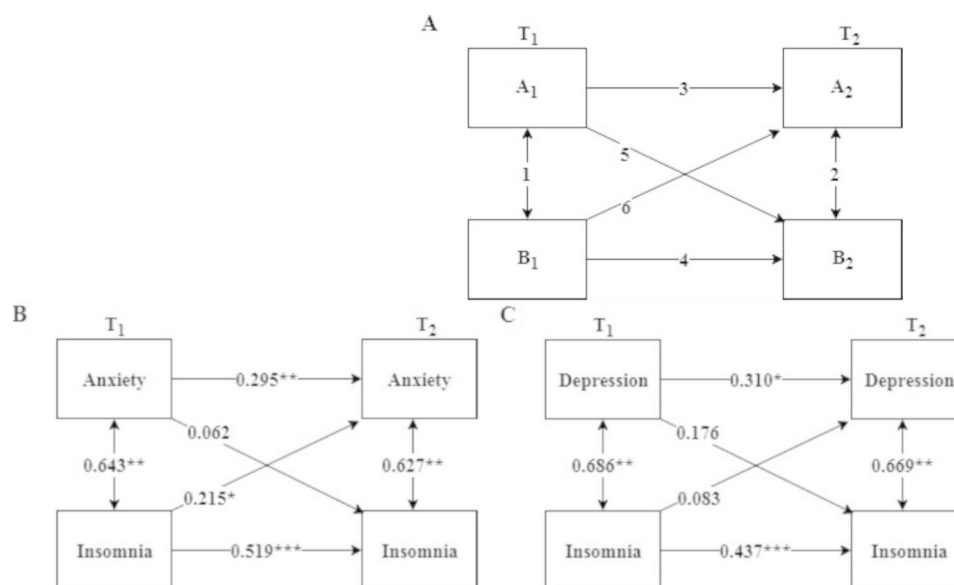 A
T1 T2
A1 3 A2
5
1 2
6
B1 4 B2
B
T1 T2
Anxiety 0.295** Anxiety
0.062
0.643** 0.627**
0.215*
Insomnia 0.519*** Insomnia
C
T1 T2
Depression 0.310* Depression
0.176
0.686** 0.669**
0.083
Insomnia 0.437*** Insomnia